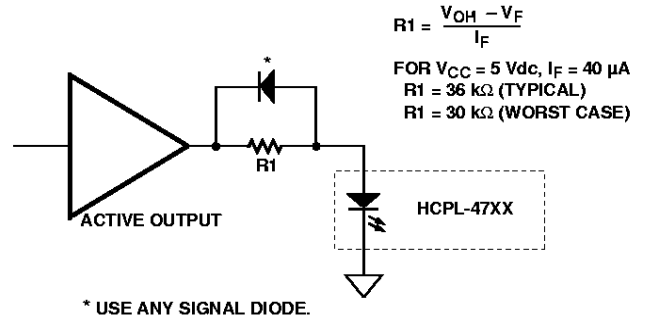 R1 = V_OH – V_F / I_F
FOR V_CC = 5 Vdc, I_F = 40 µA
R1 = 36 kΩ (TYPICAL)
R1 = 30 kΩ (WORST CASE)
*
R1
ACTIVE OUTPUT
HCPL-47XX
* USE ANY SIGNAL DIODE.